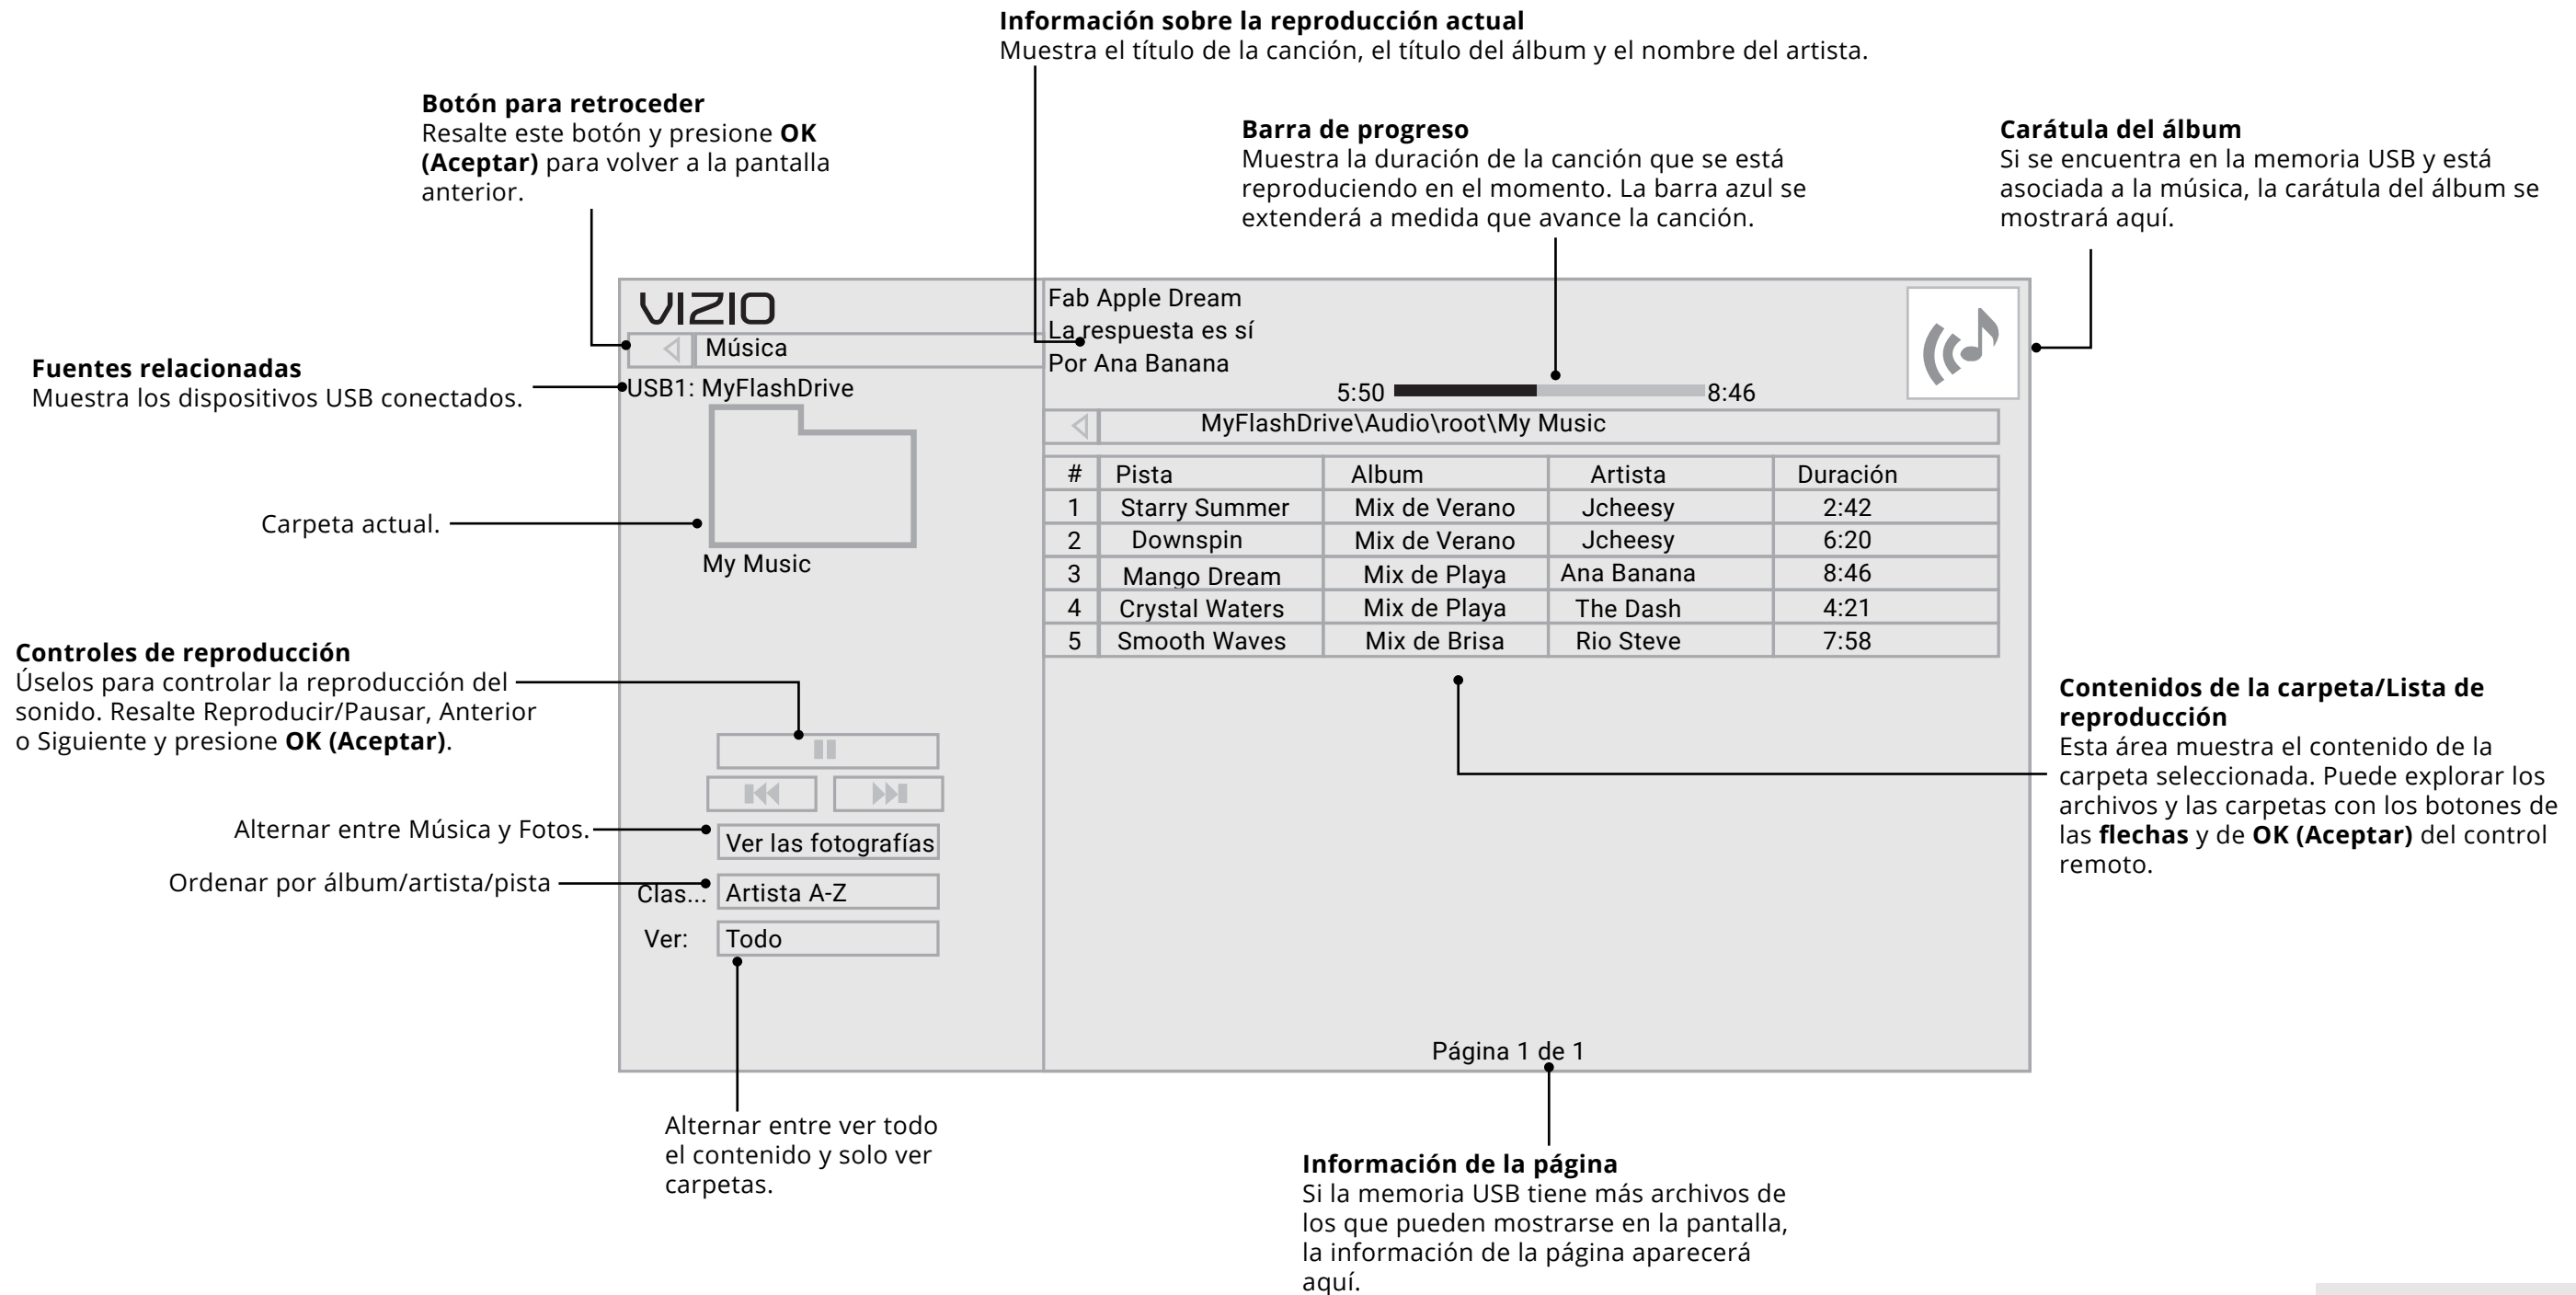 Información sobre la reproducción actual
Muestra el título de la canción, el título del álbum y el nombre del artista.
Botón para retroceder
Resalte este botón y presione OK
(Aceptar) para volver a la pantalla
anterior.
Barra de progreso
Muestra la duración de la canción que se está
reproduciendo en el momento. La barra azul se
extenderá a medida que avance la canción.
Carátula del álbum
Si se encuentra en la memoria USB y está
asociada a la música, la carátula del álbum se
mostrará aquí.
Fuentes relacionadas
Muestra los dispositivos USB conectados.
Carpeta actual.
Controles de reproducción
Úselos para controlar la reproducción del
sonido. Resalte Reproducir/Pausar, Anterior
o Siguiente y presione OK (Aceptar).
Alternar entre Música y Fotos.
Ordenar por álbum/artista/pista
VIZIO
Música
USB1: MyFlashDrive
My Music
Ver las fotografías
Clas... Artista A-Z
Ver: Todo
Fab Apple Dream
La respuesta es sí
Por Ana Banana
5:50 8:46
MyFlashDrive\Audio\root\My Music
# Pista Album Artista Duración
1 Starry Summer Mix de Verano Jcheesy 2:42
2 Downspin Mix de Verano Jcheesy 6:20
3 Mango Dream Mix de Playa Ana Banana 8:46
4 Crystal Waters Mix de Playa The Dash 4:21
5 Smooth Waves Mix de Brisa Rio Steve 7:58
Página 1 de 1
Contenidos de la carpeta/Lista de
reproducción
Esta área muestra el contenido de la
carpeta seleccionada. Puede explorar los
archivos y las carpetas con los botones de
las flechas y de OK (Aceptar) del control
remoto.
Alternar entre ver todo
el contenido y solo ver
carpetas.
Información de la página
Si la memoria USB tiene más archivos de
los que pueden mostrarse en la pantalla,
la información de la página aparecerá
aquí.